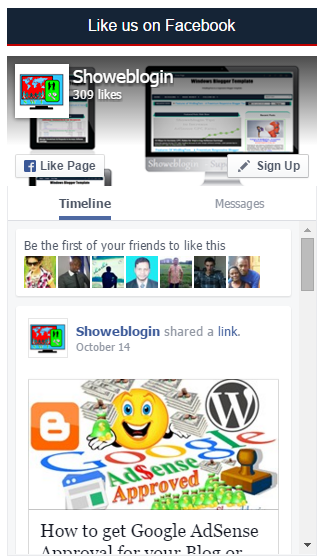 Like us on Facebook
Showeblogin
309 likes
Windows Blogger Template
Showeblogin
Like Page
Sign Up
Timeline
Messages
Be the first of your friends to like this
Showeblogin shared a link.
October 14
Google
AdSense
Approved
How to get Google AdSense
Approval for your Blog or